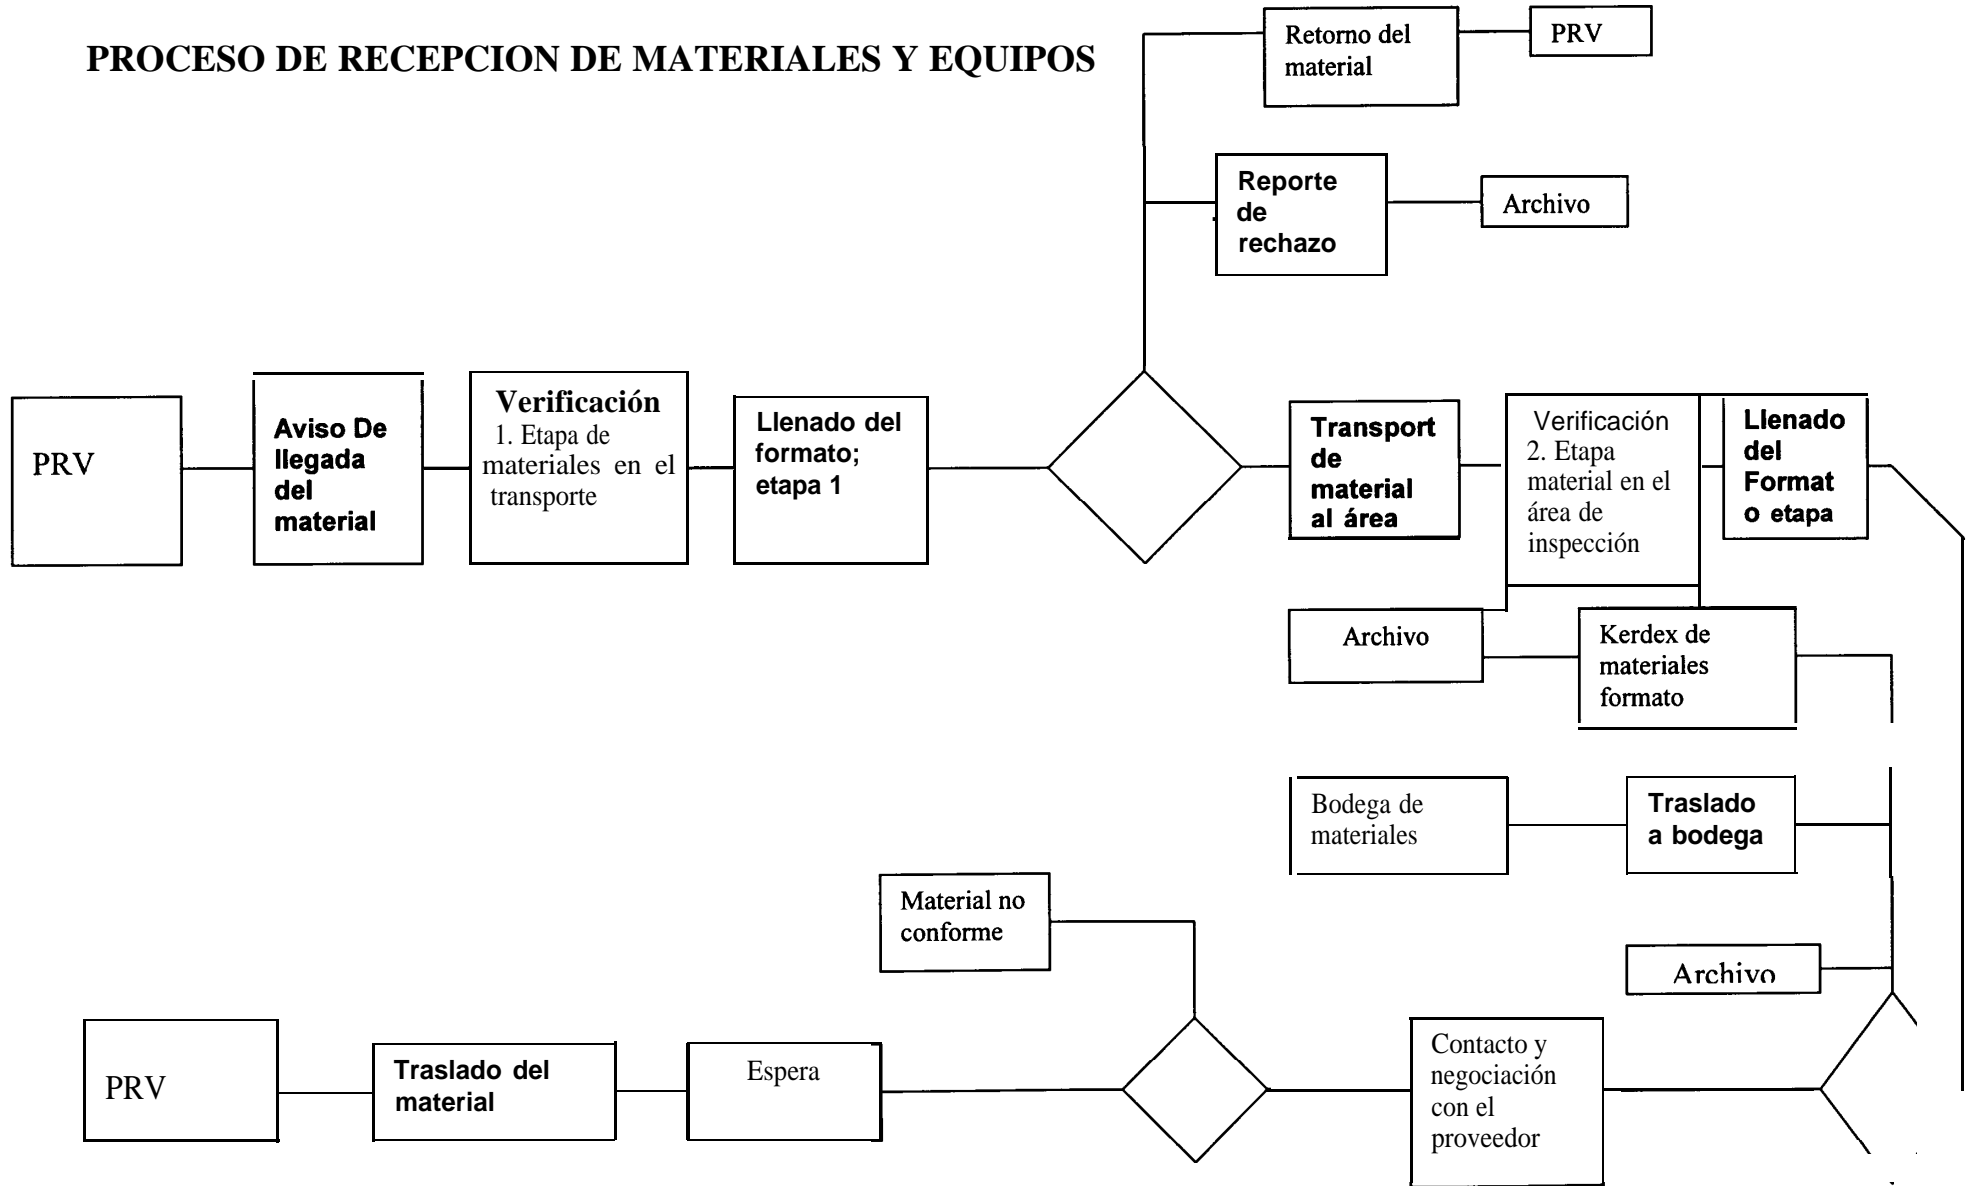 PROCESO DE RECEPCION DE MATERIALES Y EQUIPOS
Retorno del
material
PRV
Reporte
de
rechazo
Archivo
PRV
Aviso De
llegada
del
material
Verificación
1. Etapa de
materiales en el
transporte
Llenado del
formato;
etapa 1
Transport
de
material
al área
Verificación
2. Etapa
material en el
área de
inspección
Llenado
del
Format
o etapa
Archivo
Kerdex de
materiales
formato
Bodega de
materiales
Traslado
a bodega
Material no
conforme
Archivo
PRV
Traslado del
material
Espera
Contacto y
negociación
con el
proveedor